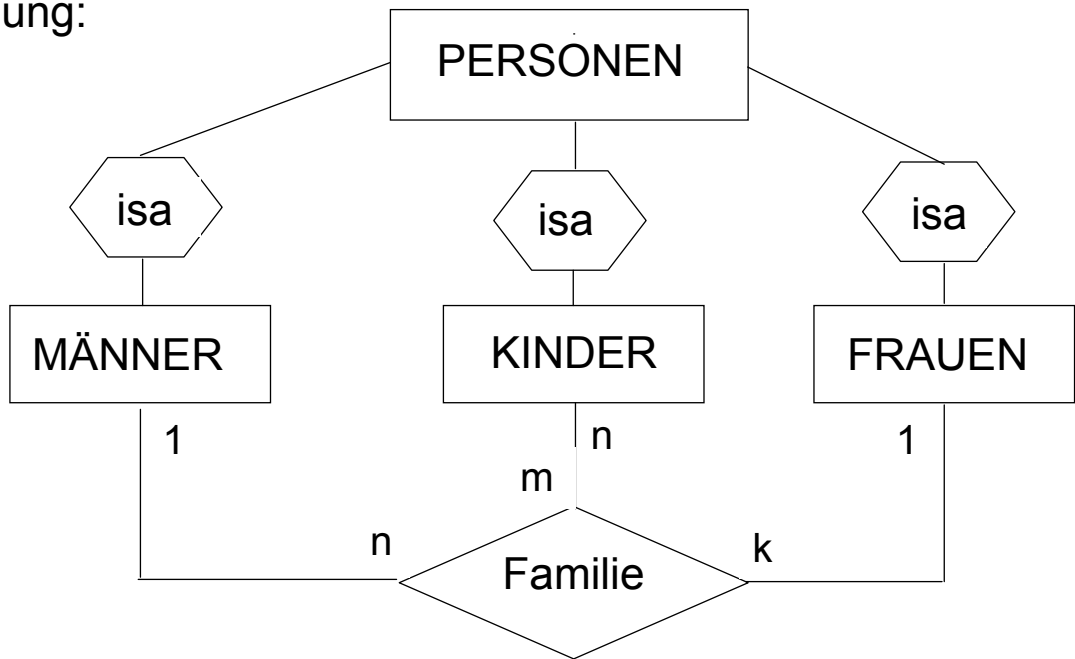 ung:
PERSONEN
isa
isa
isa
MÄNNER
KINDER
FRAUEN
1
n
1
m
n
k
Familie